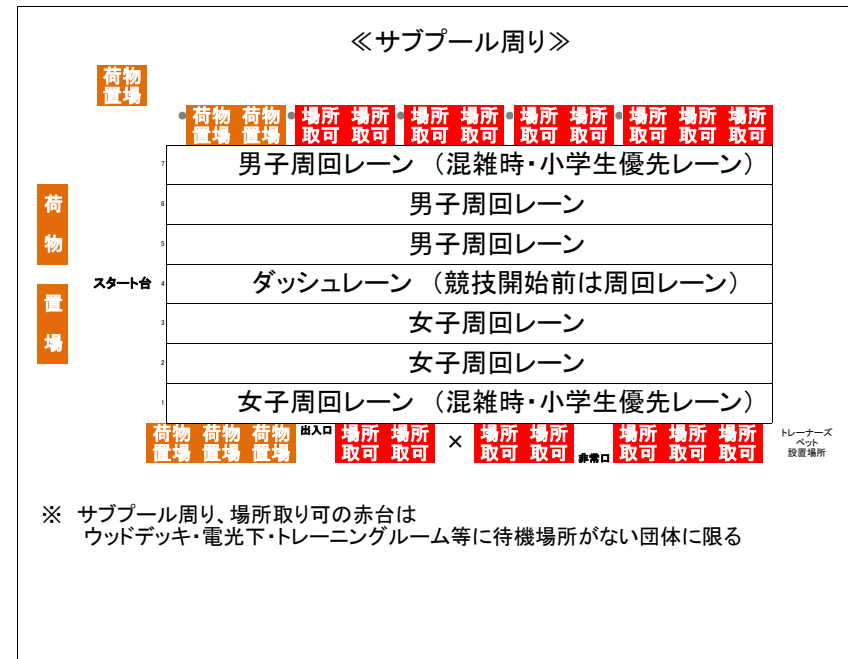 ≪サブプール周り≫
荷物
置場
荷物 荷物 場所 場所 場所 場所 場所 場所 場所 場所 場所
置場 置場 取可 取可 取可 取可 取可 取可 取可 取可 取可
7 男子周回レーン （混雑時・小学生優先レーン）
荷物置場
6 男子周回レーン
5 男子周回レーン
スタート台 4 ダッシュレーン （競技開始前は周回レーン）
3 女子周回レーン
2 女子周回レーン
1 女子周回レーン （混雑時・小学生優先レーン）
荷物 荷物 荷物 出入口 場所 場所 × 場所 場所 非常口 場所 場所 場所
置場 置場 置場 取可 取可 取可 取可 取可 取可 取可
トレーナーズ
ベット
設置場所
※ サブプール周り、場所取り可の赤台は
ウッドデッキ・電光下・トレーニングルーム等に待機場所がない団体に限る